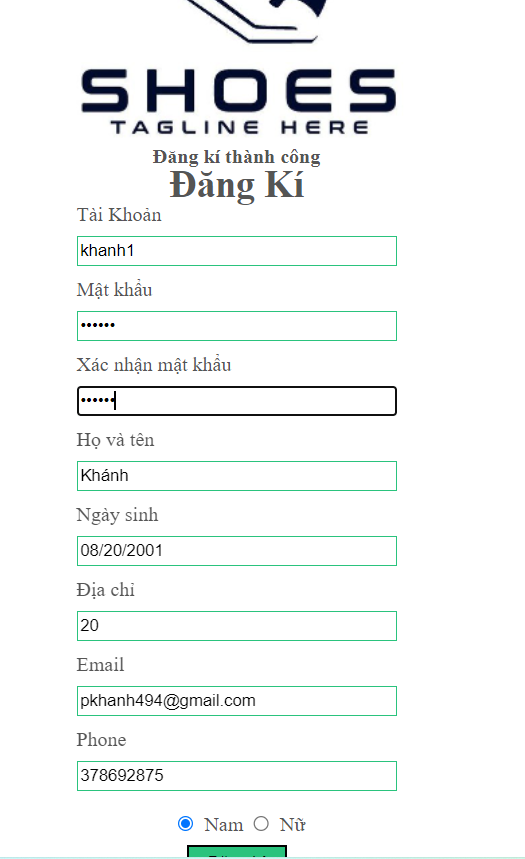 SHOES
TAGLINE HERE
Đăng kí thành công
Đăng Kí
Tài Khoản
khanh1
Mật khẩu
••••••
Xác nhận mật khẩu
••••••
Họ và tên
Khánh
Ngày sinh
08/20/2001
Địa chỉ
20
Email
pkhanh494@gmail.com
Phone
378692875
Nam Nữ